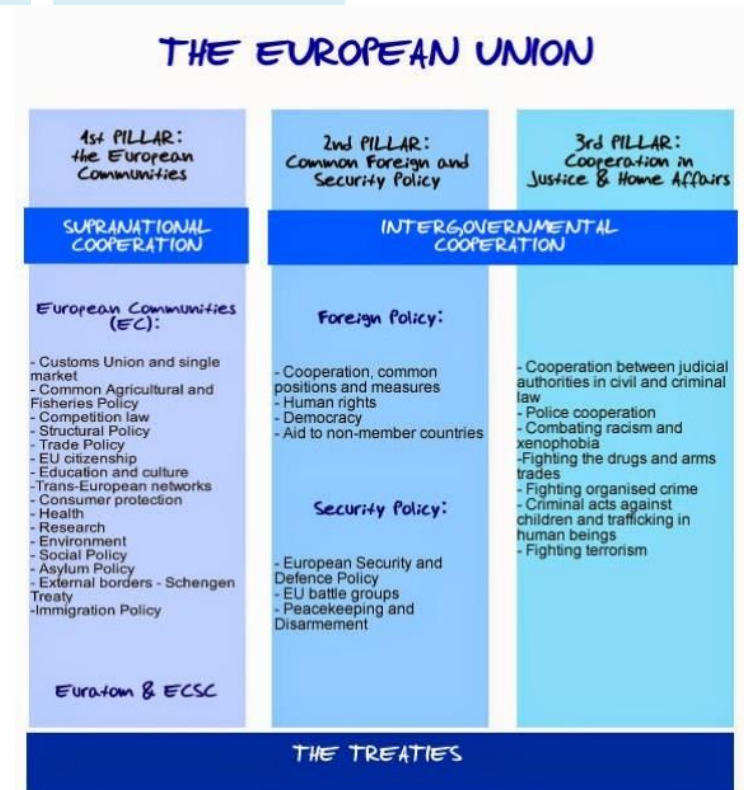 THE EUROPEAN UNION
1st PILLAR:
the European
Communities
SUPRANATIONAL
COOPERATION
European Communities
(EC):
- Customs Union and single
market
- Common Agricultural and
Fisheries Policy
- Competition law
- Structural Policy
- Trade Policy
- EU citizenship
- Education and culture
-Trans-European networks
- Consumer protection
- Health
- Research
- Environment
- Social Policy
- Asylum Policy
- External borders - Schengen
Treaty
-Immigration Policy
Euratom & ECSC
2nd PILLAR:
Common Foreign and
Security Policy
INTERGOVERNMENTAL
COOPERATION
Foreign Policy:
- Cooperation, common
positions and measures
- Human rights
- Democracy
- Aid to non-member countries
Security Policy:
- European Security and
Defence Policy
- EU battle groups
- Peacekeeping and
Disarmement
3rd PILLAR:
Cooperation in
Justice & Home Affairs
- Cooperation between judicial
authorities in civil and criminal
law
- Police cooperation
- Combating racism and
xenophobia
-Fighting the drugs and arms
trades
- Fighting organised crime
- Criminal acts against
children and trafficking in
human beings
- Fighting terrorism
THE TREATIES